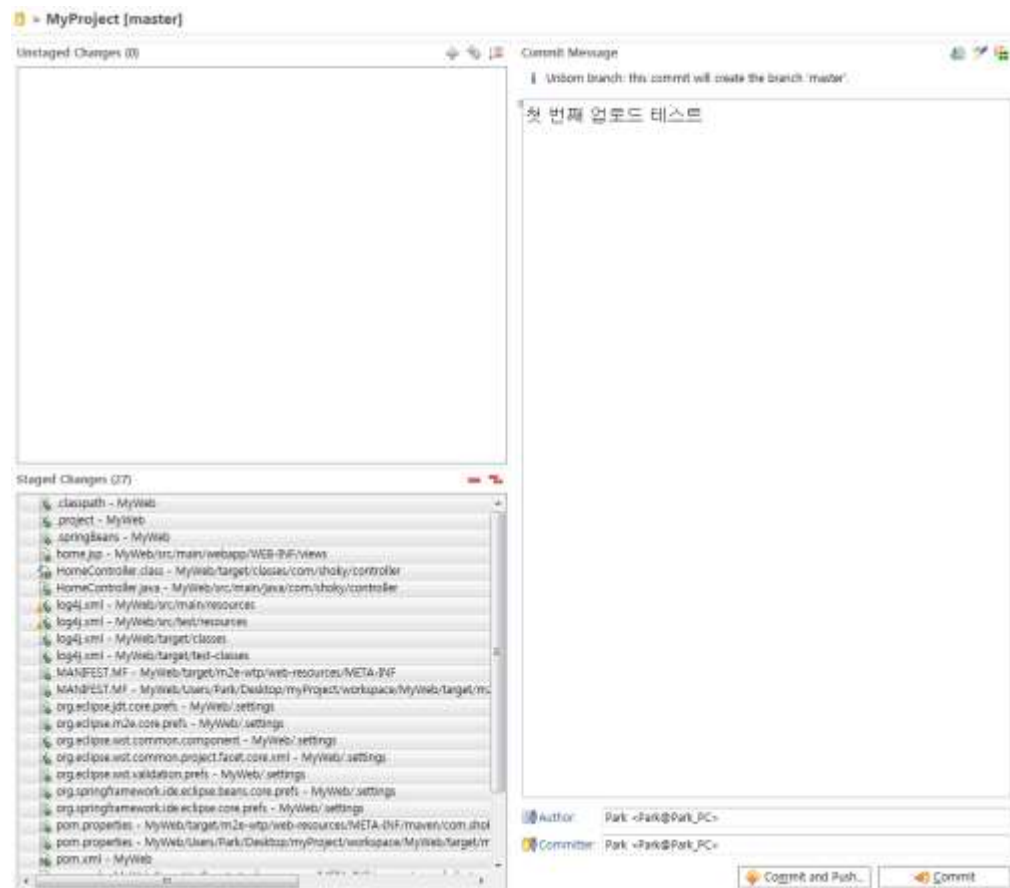 > MyProject [master]
Unstaged Changes (0)
Commit Message
Unborn branch: this commit will create the branch 'master'.
첫 번째 업로드 테스트
Staged Changes (27)
.classpath - MyWeb
.project - MyWeb
.springBeans - MyWeb
home.jsp - MyWeb/src/main/webapp/WEB-INF/views
HomeController.class - MyWeb/target/classes/com/shoky/controller
HomeController.java - MyWeb/src/main/java/com/shoky/controller
log4j.xml - MyWeb/src/main/resources
log4j.xml - MyWeb/src/test/resources
log4j.xml - MyWeb/target/classes
log4j.xml - MyWeb/target/test-classes
MANIFEST.MF - MyWeb/target/m2e-wtp/web-resources/META-INF
MANIFEST.MF - MyWeb/Users/Park/Desktop/myProject/workspace/MyWeb/target/m2
org.eclipse.jdt.core.prefs - MyWeb/.settings
org.eclipse.m2e.core.prefs - MyWeb/.settings
org.eclipse.wst.common.component - MyWeb/.settings
org.eclipse.wst.common.project.facet.core.xml - MyWeb/.settings
org.eclipse.wst.validation.prefs - MyWeb/.settings
org.springframework.ide.eclipse.beans.core.prefs - MyWeb/.settings
org.springframework.ide.eclipse.core.prefs - MyWeb/.settings
pom.properties - MyWeb/target/m2e-wtp/web-resources/META-INF/maven/com.shol
pom.properties - MyWeb/Users/Park/Desktop/myProject/workspace/MyWeb/target/m
pom.xml - MyWeb
Author: Park <Park@Park_PC>
Committer: Park <Park@Park_PC>
Commit and Push...
Commit